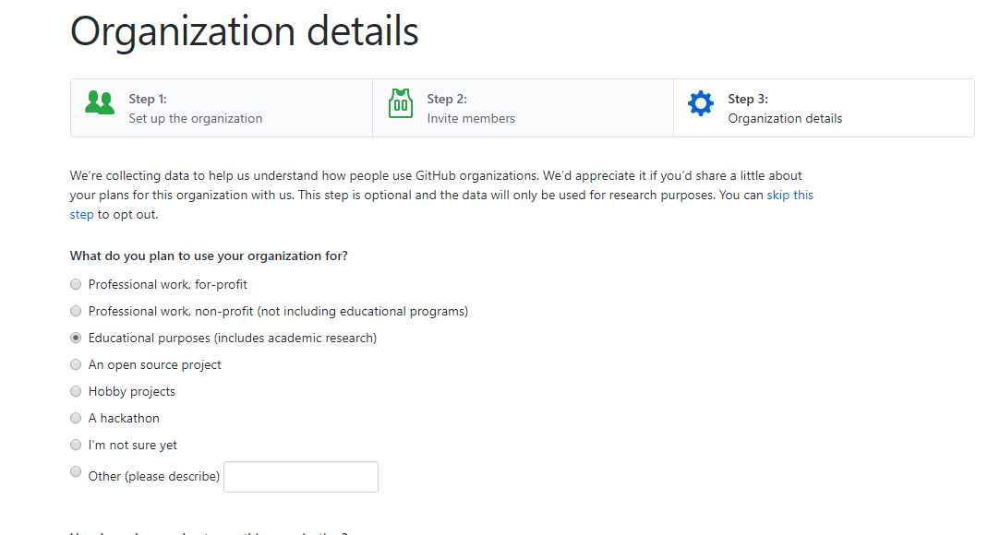 Organization details
Step 1:
Set up the organization
Step 2:
Invite members
Step 3:
Organization details
We’re collecting data to help us understand how people use GitHub organizations. We’d appreciate it if you’d share a little about
your plans for this organization with us. This step is optional and the data will only be used for research purposes. You can skip this
step to opt out.
What do you plan to use your organization for?
Professional work, for-profit
Professional work, non-profit (not including educational programs)
Educational purposes (includes academic research)
An open source project
Hobby projects
A hackathon
I'm not sure yet
Other (please describe)